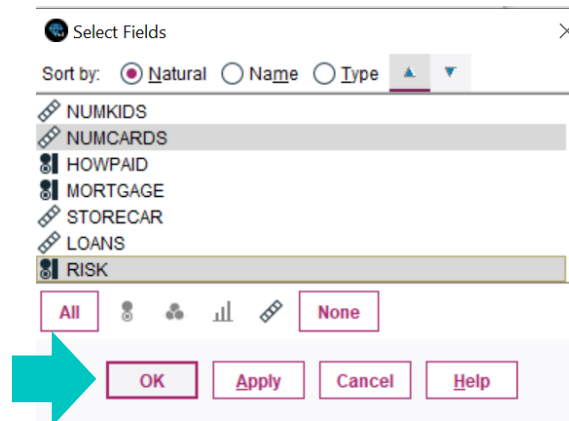 Select Fields
Sort by: Natural Name Type
NUMKIDS
NUMCARDS
HOWPAID
MORTGAGE
STORECAR
LOANS
RISK
All None
OK Apply Cancel Help